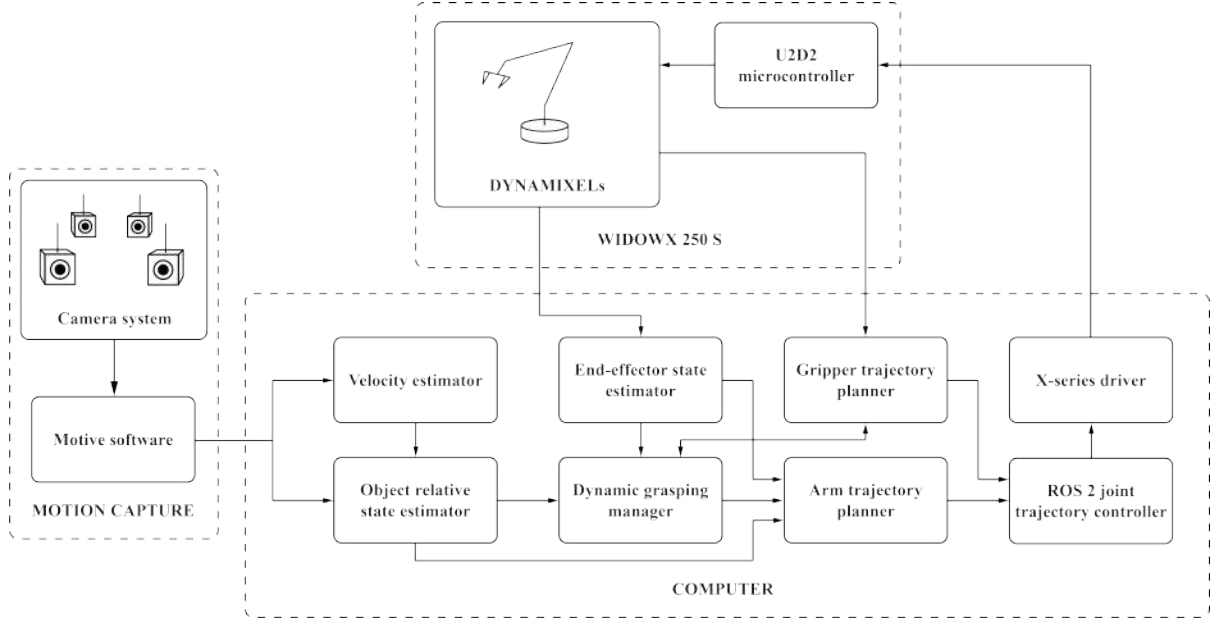 U2D2
microcontroller
DYNAMIXELs
WIDOWX 250 S
Camera system
Motive software
MOTION CAPTURE
Velocity estimator
End-effector state
estimator
Gripper trajectory
planner
X-series driver
Object relative
state estimator
Dynamic grasping
manager
Arm trajectory
planner
ROS 2 joint
trajectory controller
COMPUTER